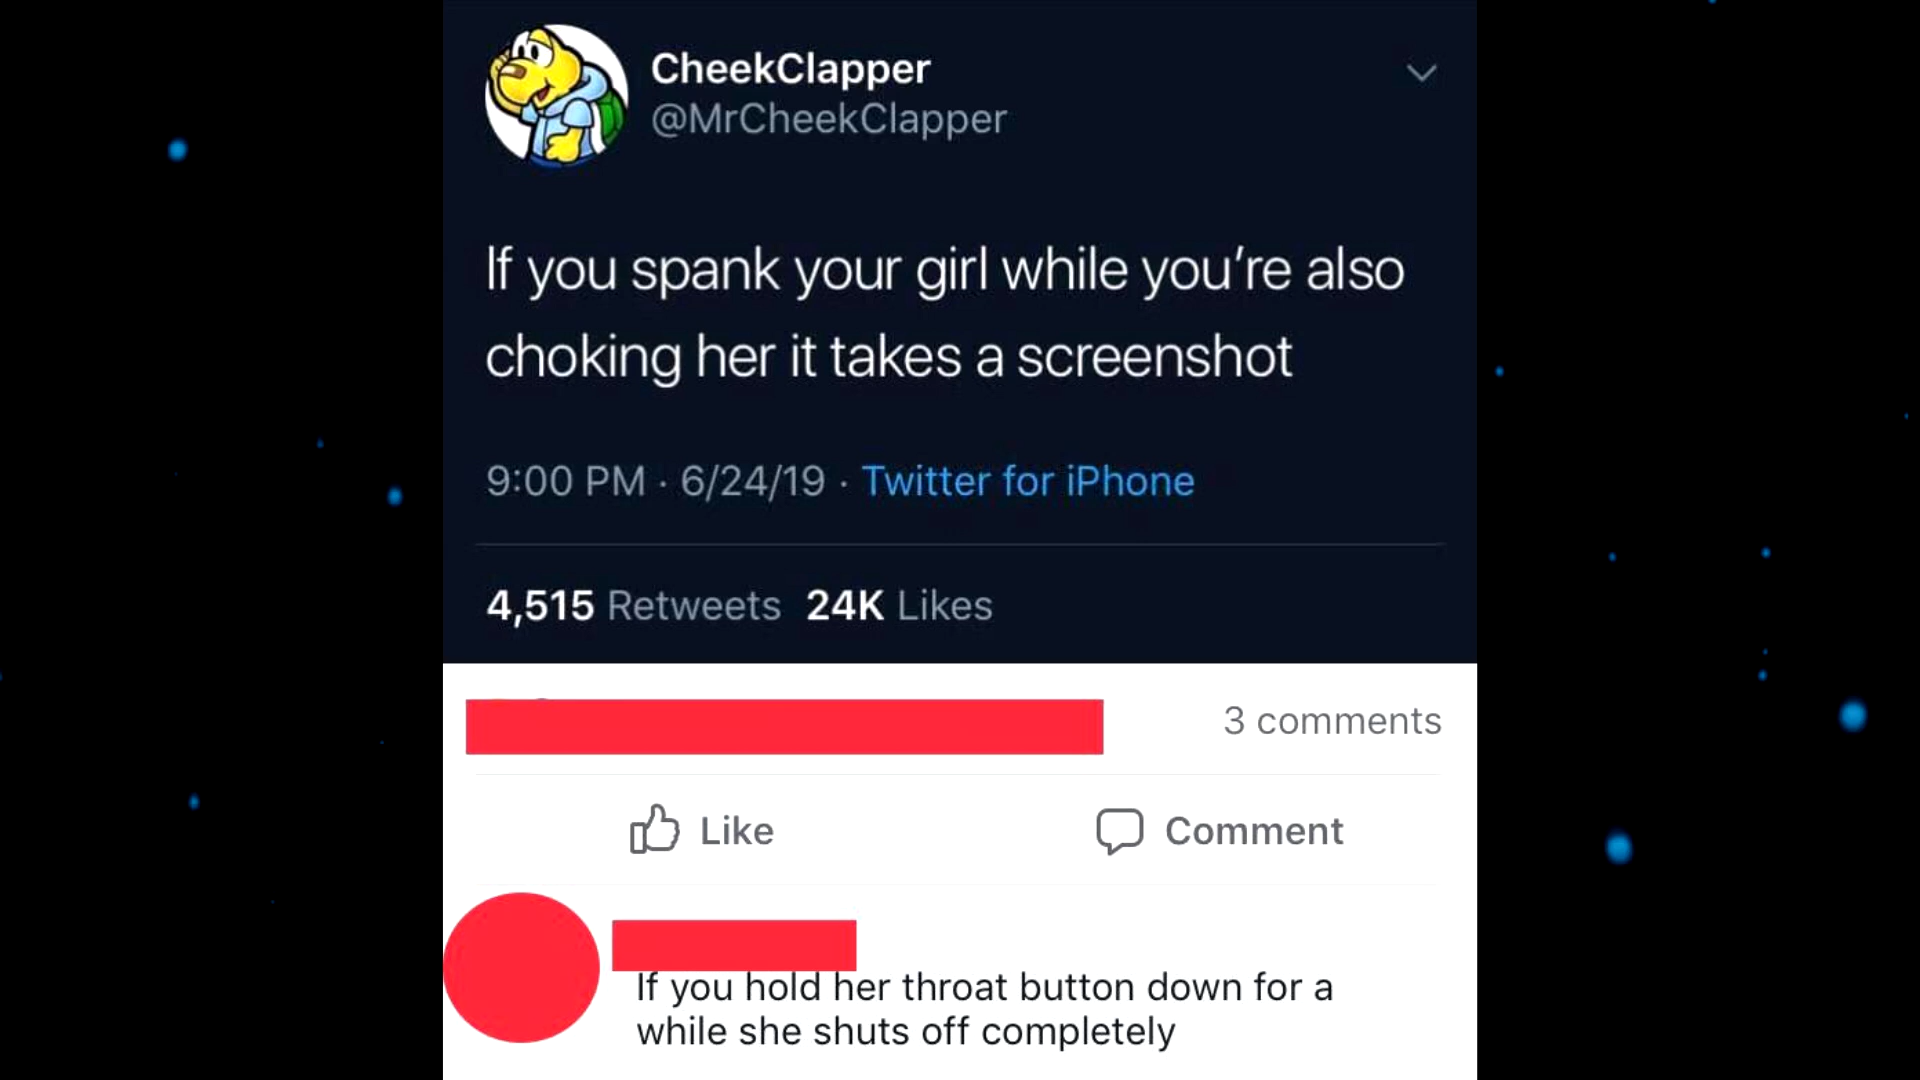 CheekClapper
@MrCheekClapper
If you spank your girl while you're also
choking her it takes a screenshot
9:00 PM · 6/24/19 · Twitter for iPhone
4,515 Retweets 24K Likes
3 comments
Like Comment
If you hold her throat button down for a
while she shuts off completely